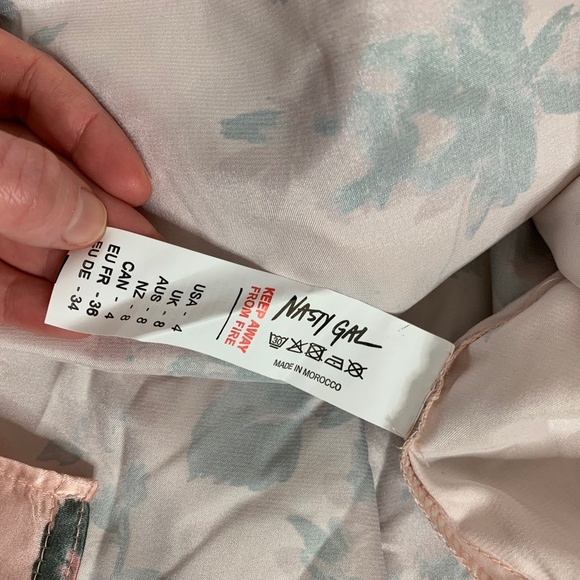 NASTY GAL
30
MADE IN MOROCCO
KEEP AWAY
FROM FIRE
USA - 4
UK - 8
AUS - 8
NZ - 8
CAN - 4
EU FR - 36
EU DE - 34